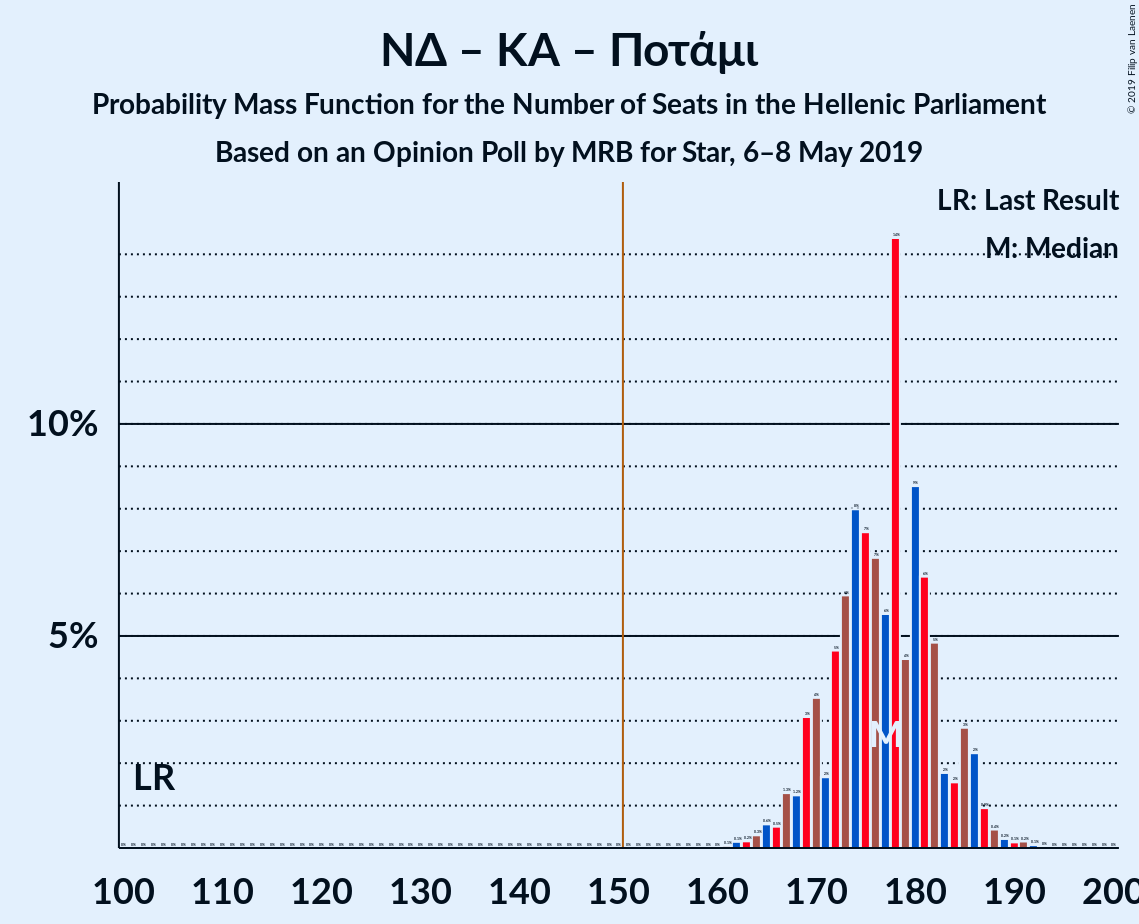 ΝΔ – ΚΑ – Ποτάμι
Probability Mass Function for the Number of Seats in the Hellenic Parliament
Based on an Opinion Poll by MRB for Star, 6–8 May 2019
© 2019 Filip van Laenen
LR: Last Result
M: Median
10%
5%
LR
M
100 110 120 130 140 150 160 170 180 190 200